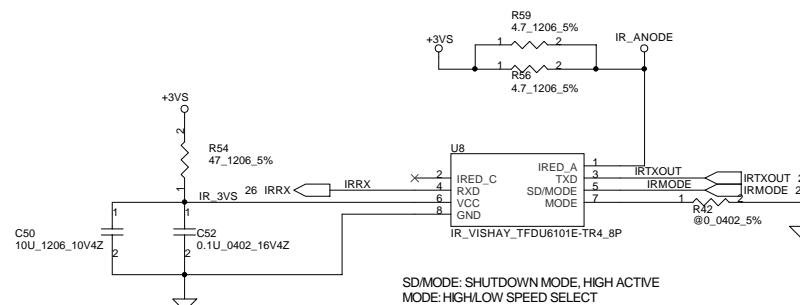 R59
4.7_1206_5%
+3VS
IR_ANODE
1
2
1
2
R56
4.7_1206_5%
+3VS
2
R54
47_1206_5%
1
IR_3VS
26
IRRX
IRRX
U8
2
4
6
8
IRED_C
RXD
VCC
GND
IRED_A
TXD
SD/MODE
MODE
1
3
5
7
IR_VISHAY_TFDU6101E-TR4_8P
IRTXOUT
IRMODE
IRTXOUT 2
IRMODE 2
1
2
R42
@0_0402_5%
C50
10U_1206_10V4Z
1
2
C52
0.1U_0402_16V4Z
1
2
SD/MODE: SHUTDOWN MODE, HIGH ACTIVE
MODE: HIGH/LOW SPEED SELECT